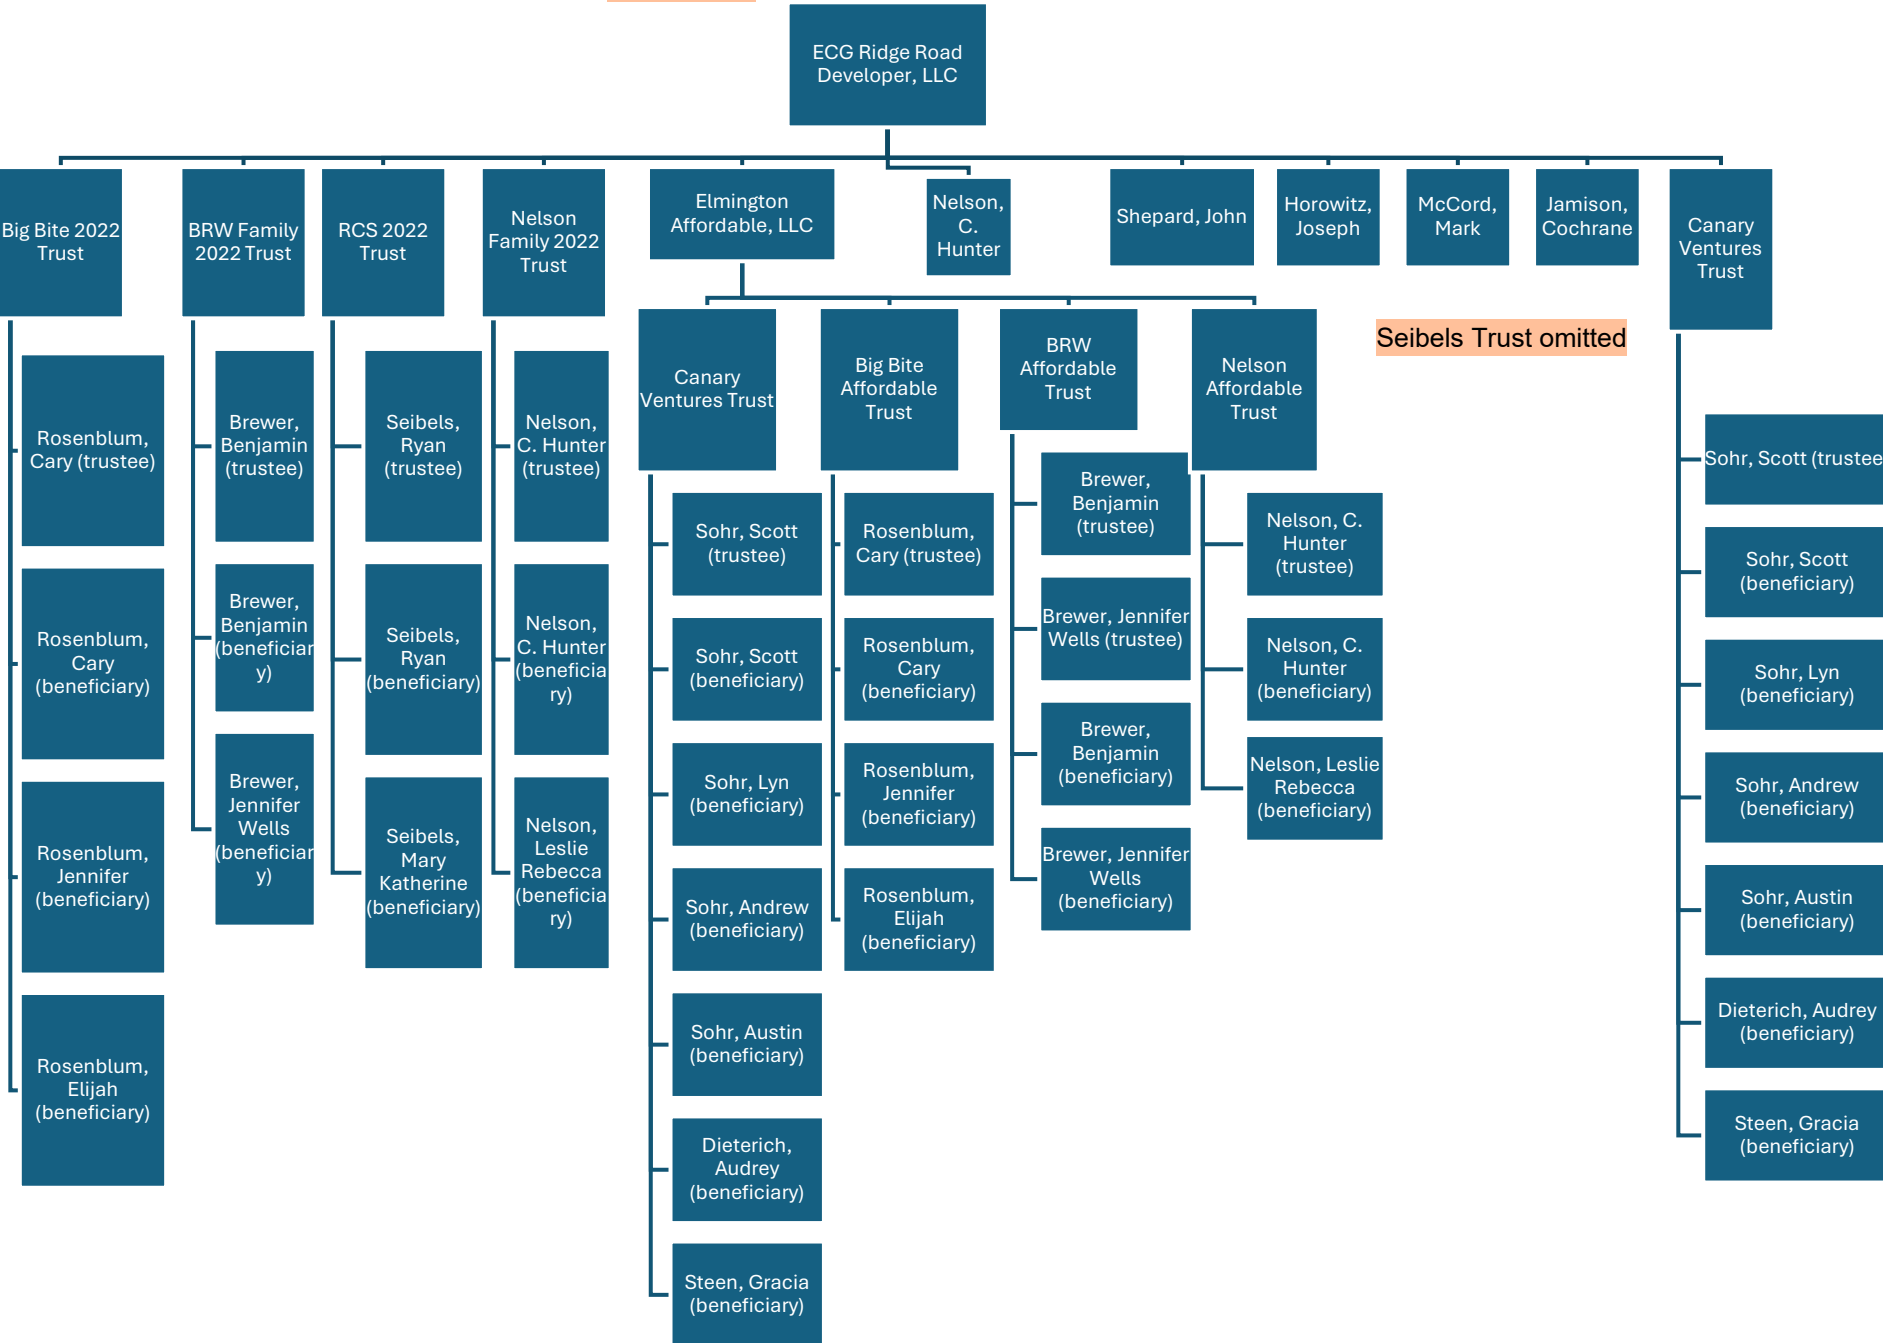 ECG Ridge Road
Developer, LLC
Big Bite 2022
Trust
BRW Family
2022 Trust
RCS 2022
Trust
Nelson
Family 2022
Trust
Elmington
Affordable, LLC
Nelson,
C.
Hunter
Shepard, John
Horowitz,
Joseph
McCord,
Mark
Jamison,
Cochrane
Canary
Ventures
Trust
Rosenblum,
Cary (trustee)
Rosenblum,
Cary
(beneficiary)
Rosenblum,
Jennifer
(beneficiary)
Rosenblum,
Elijah
(beneficiary)
Brewer,
Benjamin
(trustee)
Brewer,
Benjamin
(beneficiar
y)
Brewer,
Jennifer
Wells
(beneficiar
y)
Seibels,
Ryan
(trustee)
Seibels,
Ryan
(beneficiary)
Seibels,
Mary
Katherine
(beneficiary)
Nelson,
C. Hunter
(trustee)
Nelson,
C. Hunter
(beneficia
ry)
Nelson,
Leslie
Rebecca
(beneficia
ry)
Canary
Ventures Trust
Sohr, Scott
(trustee)
Sohr, Scott
(beneficiary)
Sohr, Lyn
(beneficiary)
Sohr, Andrew
(beneficiary)
Sohr, Austin
(beneficiary)
Dieterich,
Audrey
(beneficiary)
Steen, Gracia
(beneficiary)
Big Bite
Affordable
Trust
Rosenblum,
Cary (trustee)
Rosenblum,
Cary
(beneficiary)
Rosenblum,
Jennifer
(beneficiary)
Rosenblum,
Elijah
(beneficiary)
BRW
Affordable
Trust
Brewer,
Benjamin
(trustee)
Brewer, Jennifer
Wells (trustee)
Brewer,
Benjamin
(beneficiary)
Brewer, Jennifer
Wells
(beneficiary)
Nelson
Affordable
Trust
Nelson, C.
Hunter
(trustee)
Nelson, C.
Hunter
(beneficiary)
Nelson, Leslie
Rebecca
(beneficiary)
Seibels Trust omitted
Sohr, Scott (trustee
Sohr, Scott
(beneficiary)
Sohr, Lyn
(beneficiary)
Sohr, Andrew
(beneficiary)
Sohr, Austin
(beneficiary)
Dieterich, Audrey
(beneficiary)
Steen, Gracia
(beneficiary)